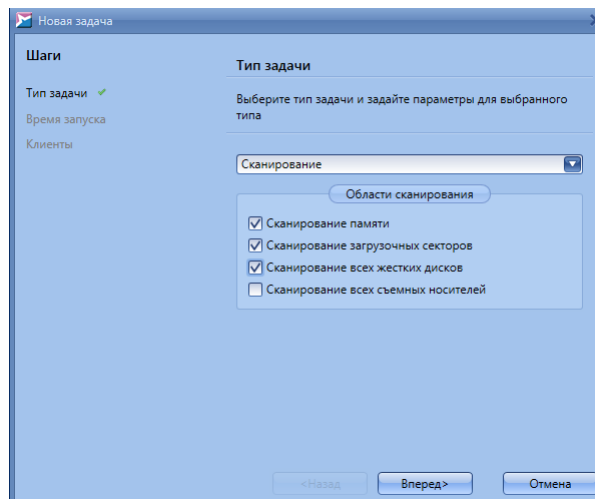 Новая задача
Шаги
Тип задачи
Время запуска
Клиенты
Тип задачи
Выберите тип задачи и задайте параметры для выбранного
типа
Сканирование
Области сканирования
Сканирование памяти
Сканирование загрузочных секторов
Сканирование всех жестких дисков
Сканирование всех съемных носителей
<Назад
Вперед>
Отмена